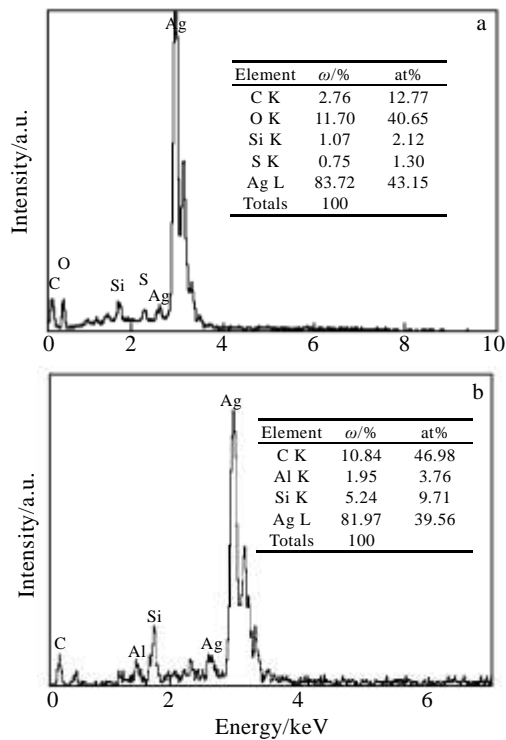 a
Ag
Element ω/% at%
C K 2.76 12.77
O K 11.70 40.65
Si K 1.07 2.12
S K 0.75 1.30
Ag L 83.72 43.15
Totals 100
Intensity/a.u.
O
C Si S Ag
0 2 4 6 8 10
b
Ag
Element ω/% at%
C K 10.84 46.98
Al K 1.95 3.76
Si K 5.24 9.71
Ag L 81.97 39.56
Totals 100
Intensity/a.u.
Si
C Al Ag
0 2 4 6
Energy/keV